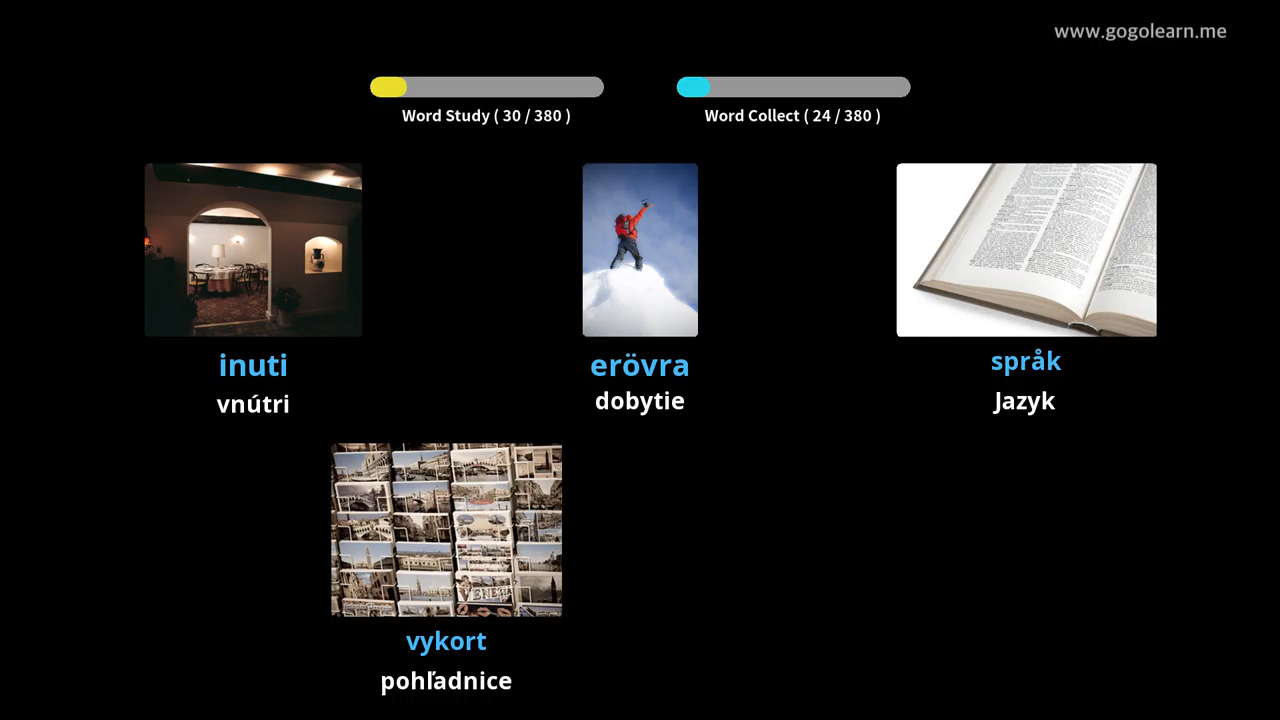 www.gogolearn.me
Word Study ( 30 / 380 )
Word Collect ( 24 / 380 )
inuti
erövra
språk
vnútri
dobytie
Jazyk
vykort
pohľadnice